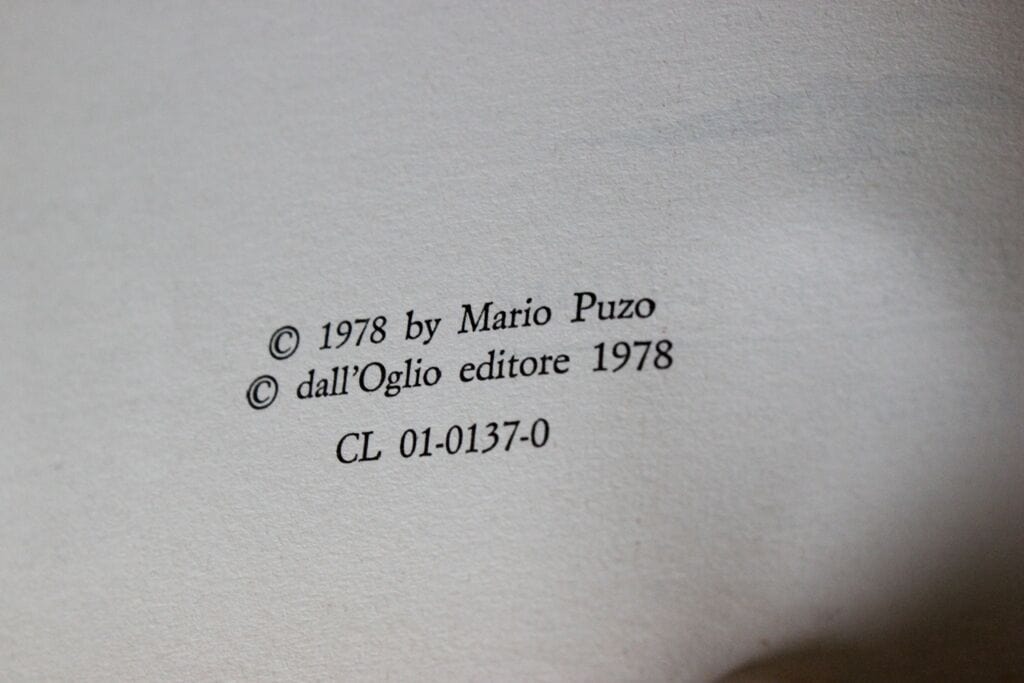 © 1978 by Mario Puzo
© dall'Oglio editore 1978
CL 01-0137-0